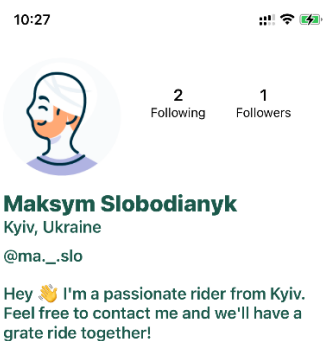 10:27
2 1
Following Followers
Maksym Slobodianyk
Kyiv, Ukraine
@ma._.slo
Hey 👋 I'm a passionate rider from Kyiv.
Feel free to contact me and we'll have a
grate ride together!